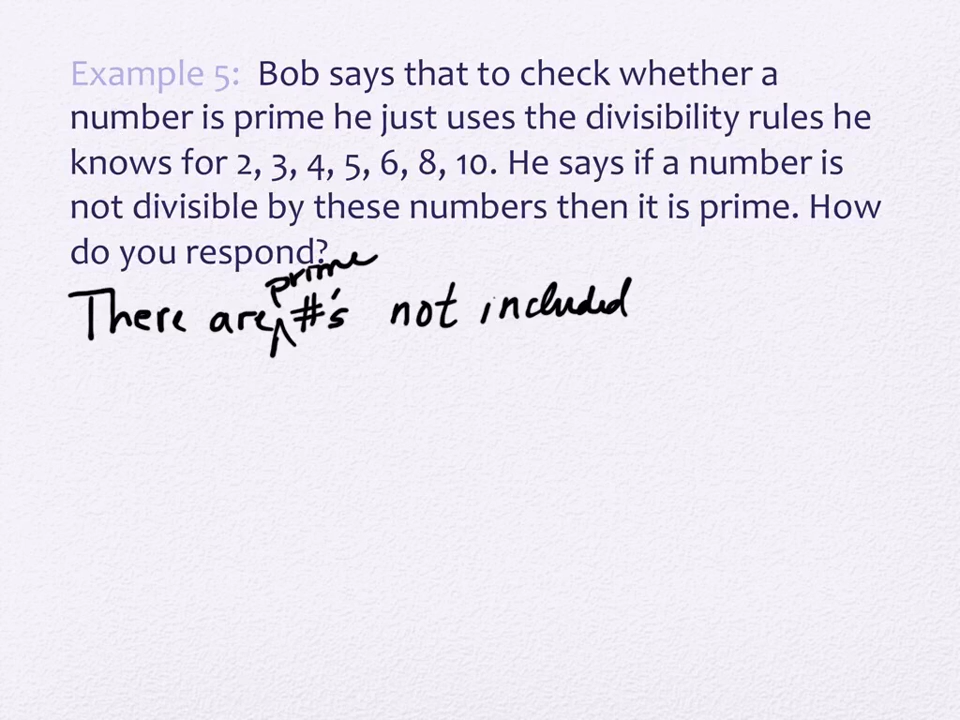 Example 5: Bob says that to check whether a
number is prime he just uses the divisibility rules he
knows for 2, 3, 4, 5, 6, 8, 10. He says if a number is
not divisible by these numbers then it is prime. How
do you respond?
There are prime #'s not included